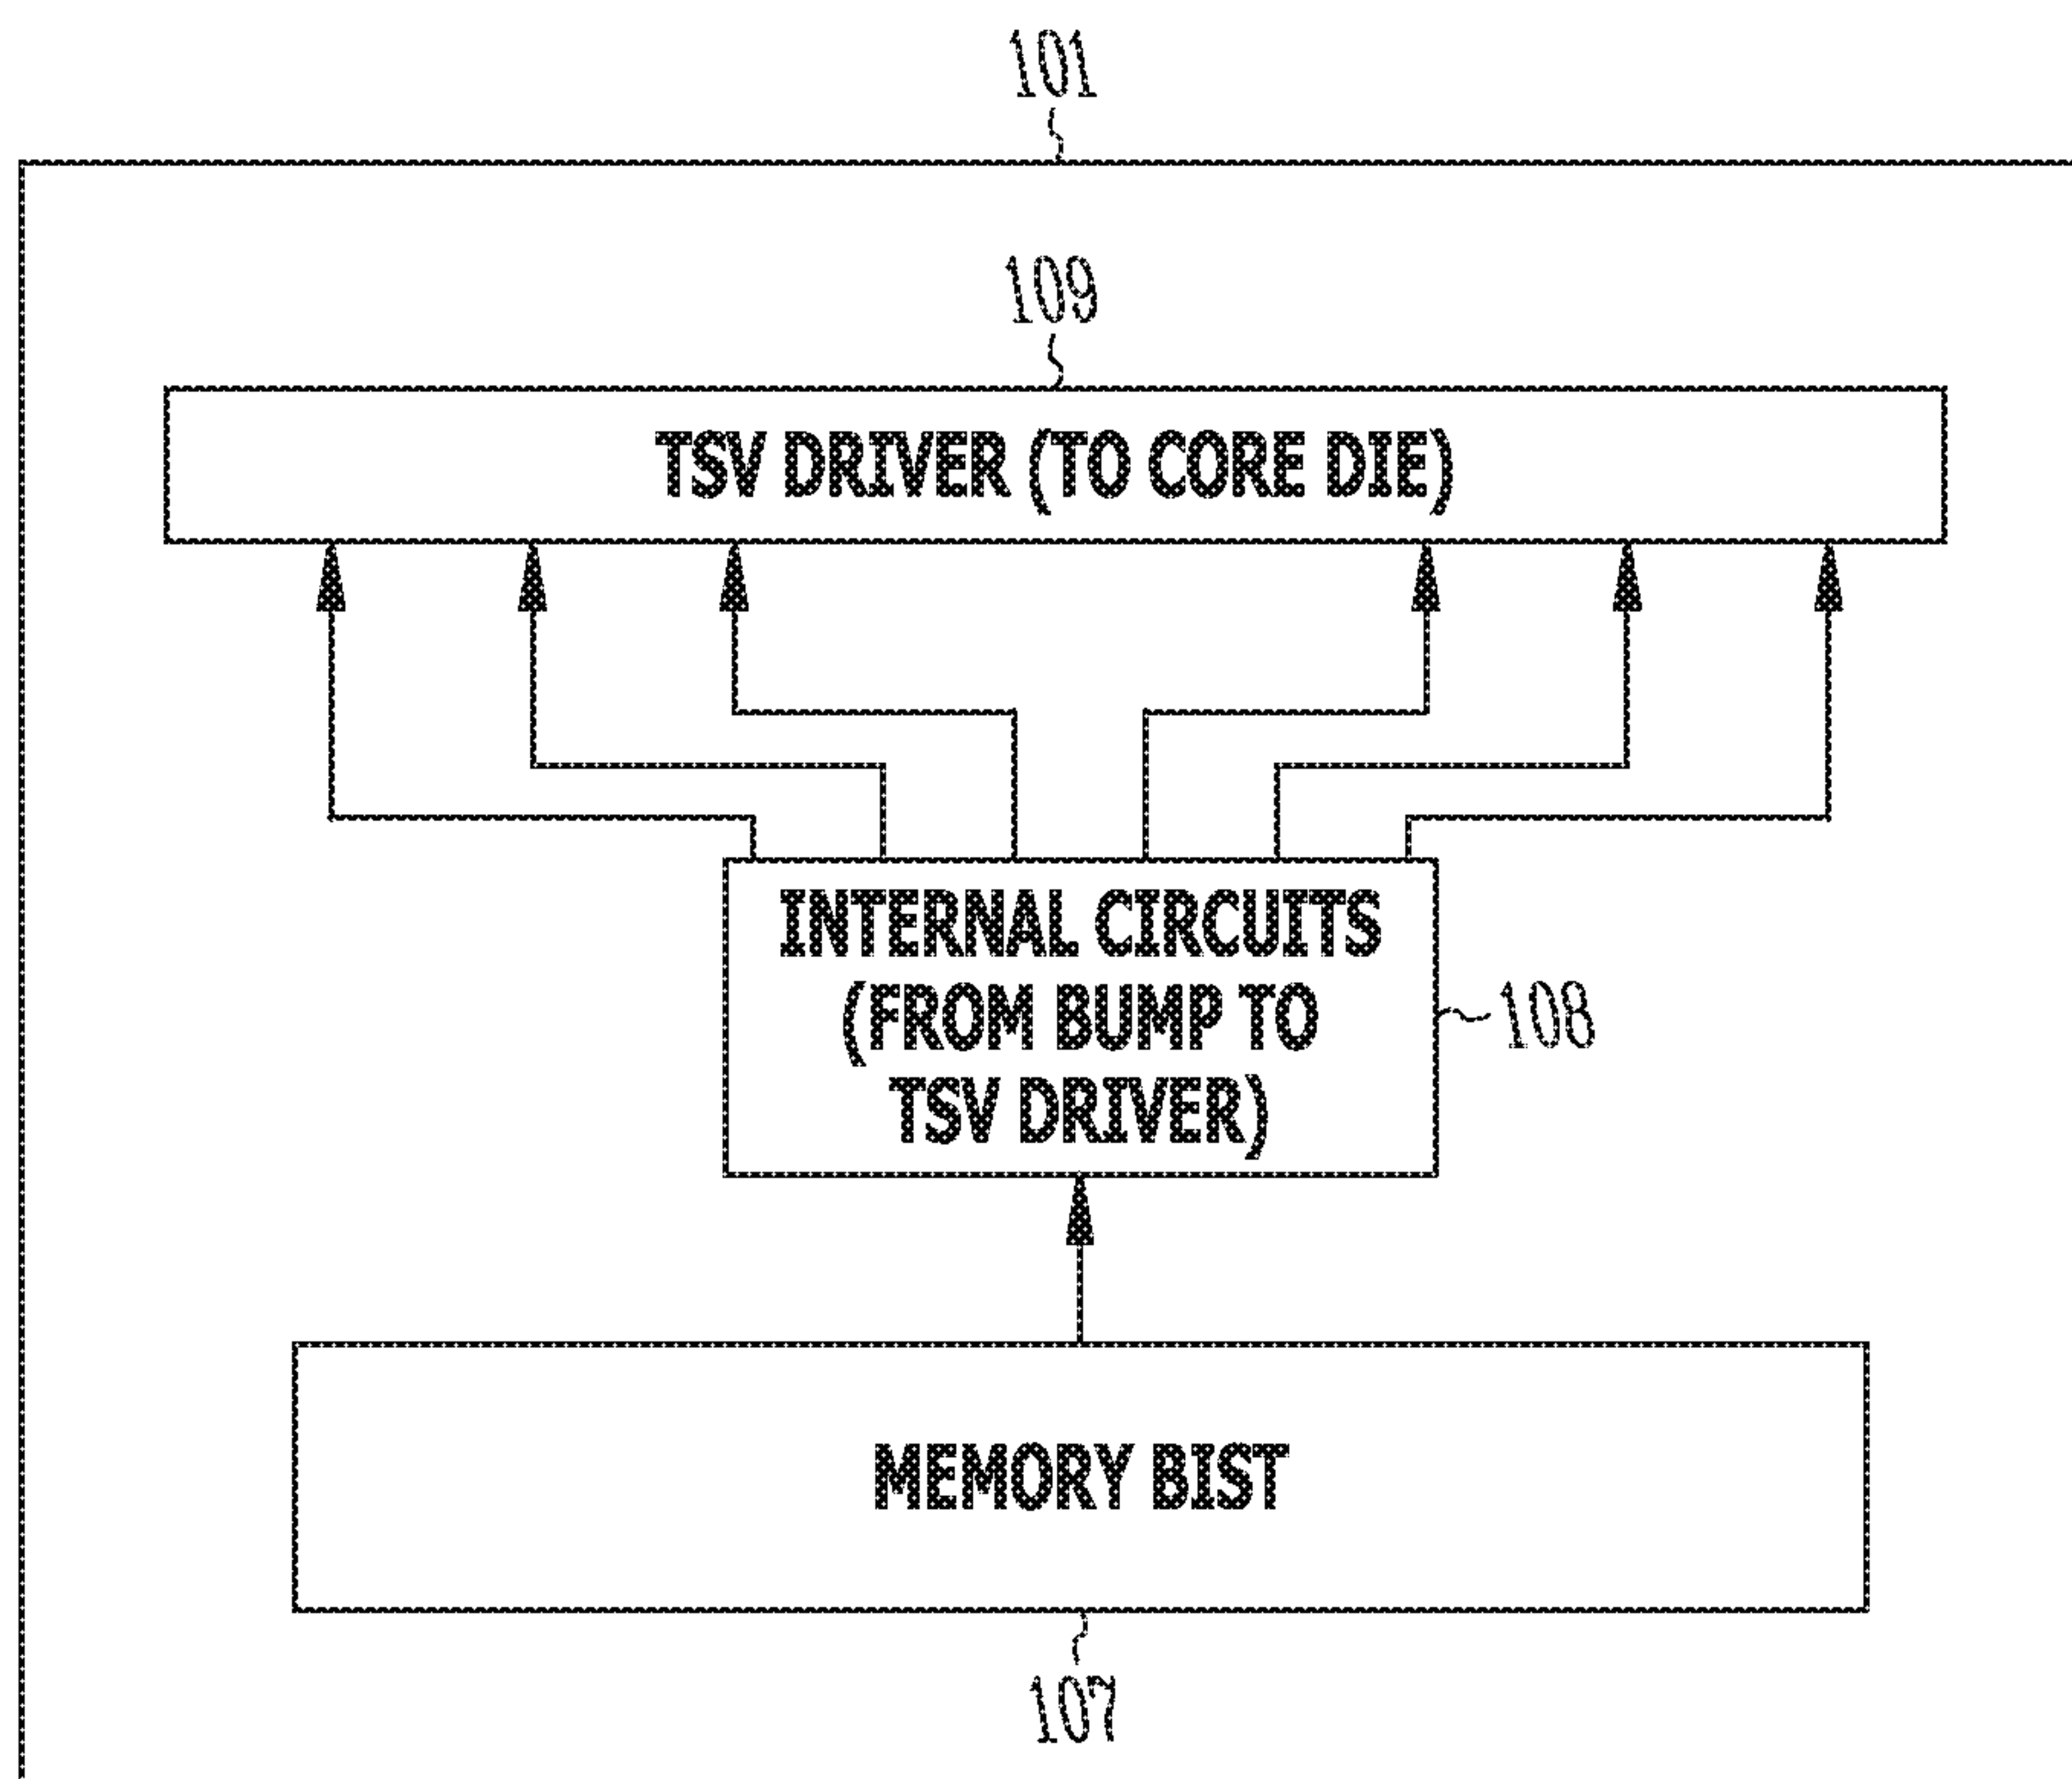 101
109
TSV DRIVER (TO CORE DIE)
INTERNAL CIRCUITS
(FROM BUMP TO
TSV DRIVER)
108
MEMORY BIST
107